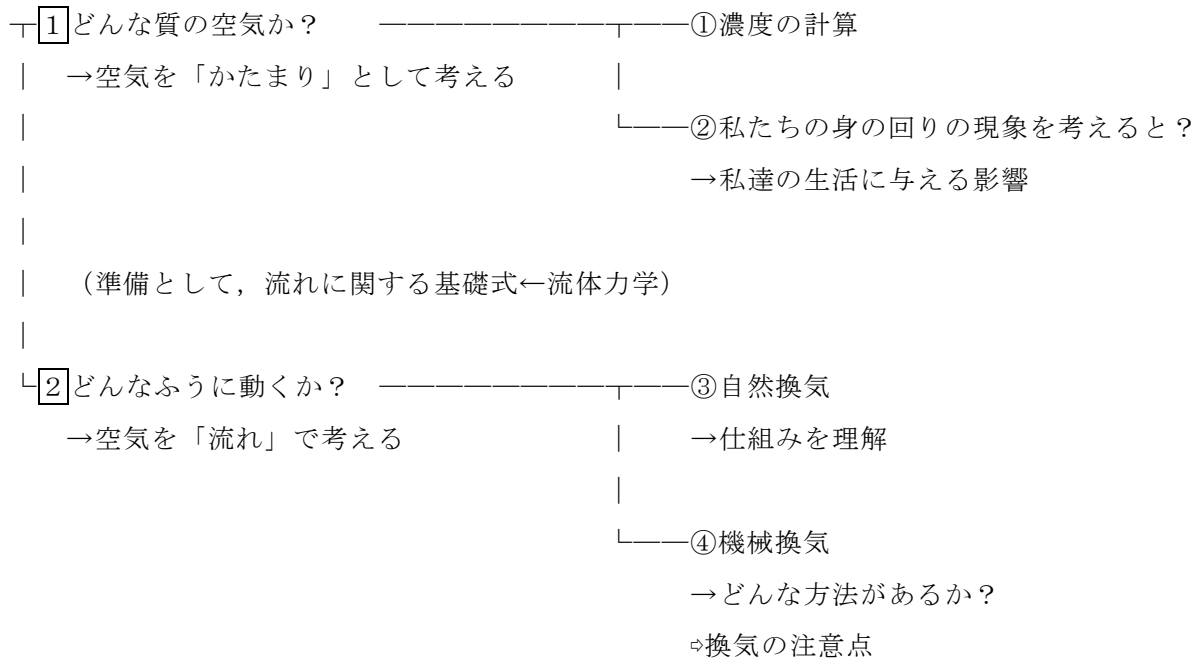 1どんな質の空気か？ ①濃度の計算
→空気を「かたまり」として考える
②私たちの身の回りの現象を考えると？
→私達の生活に与える影響
（準備として，流れに関する基礎式←流体力学）
2どんなふうに動くか？ ③自然換気
→空気を「流れ」で考える →仕組みを理解
④機械換気
→どんな方法があるか？
⇨換気の注意点